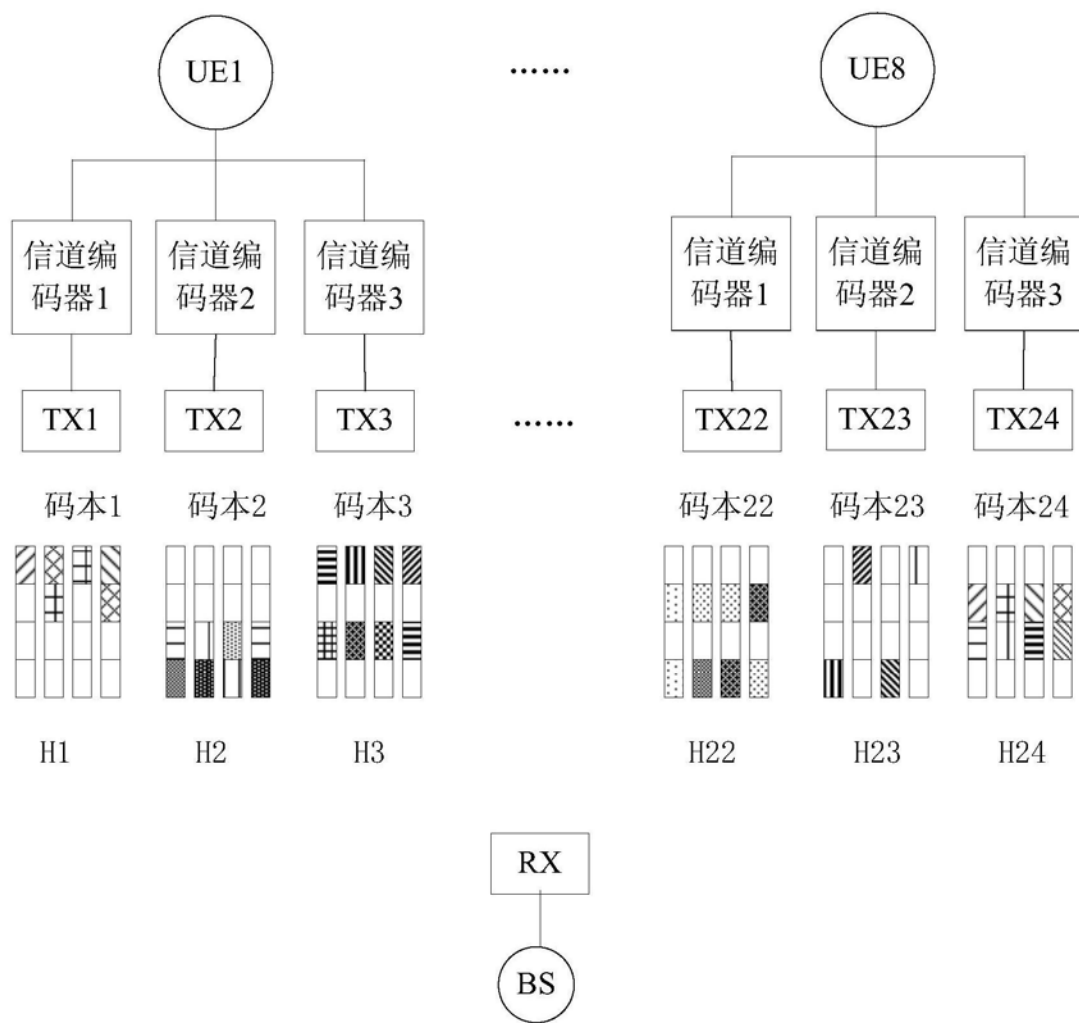 UE1 …… UE8
信道编
码器1
信道编
码器2
信道编
码器3
信道编
码器1
信道编
码器2
信道编
码器3
TX1 TX2 TX3 …… TX22 TX23 TX24
码本1 码本2 码本3 码本22 码本23 码本24
H1 H2 H3 H22 H23 H24
RX
BS